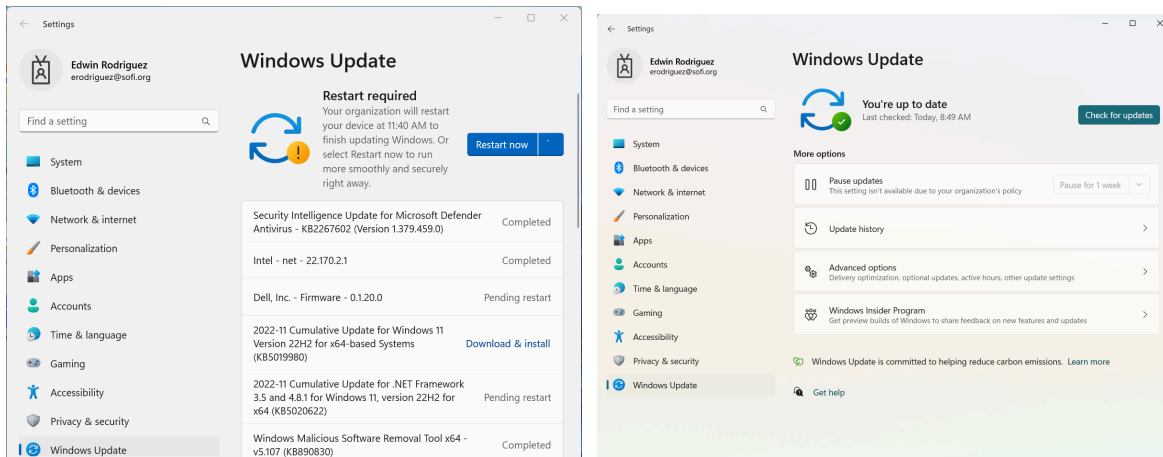 Settings
Edwin Rodriguez
erodriguez@sofi.org
Find a setting
System
Bluetooth & devices
Network & internet
Personalization
Apps
Accounts
Time & language
Gaming
Accessibility
Privacy & security
Windows Update
Windows Update
Restart required
Your organization will restart
your device at 11:40 AM to
finish updating Windows. Or
select Restart now to run
more smoothly and securely
right away.
Restart now
Security Intelligence Update for Microsoft Defender
Antivirus - KB2267602 (Version 1.379.459.0)
Completed
Intel - net - 22.170.2.1
Completed
Dell, Inc. - Firmware - 0.1.20.0
Pending restart
2022-11 Cumulative Update for Windows 11
Version 22H2 for x64-based Systems
(KB5019980)
Download & install
2022-11 Cumulative Update for .NET Framework
3.5 and 4.8.1 for Windows 11, version 22H2 for
x64 (KB5020622)
Pending restart
Windows Malicious Software Removal Tool x64 -
v5.107 (KB890830)
Completed
Settings
Edwin Rodriguez
erodriguez@sofi.org
Find a setting
System
Bluetooth & devices
Network & internet
Personalization
Apps
Accounts
Time & language
Gaming
Accessibility
Privacy & security
Windows Update
Windows Update
You're up to date
Last checked: Today, 8:49 AM
Check for updates
More options
Pause updates
This setting isn't available due to your organization's policy
Pause for 1 week
Update history
Advanced options
Delivery optimization, optional updates, active hours, other update settings
Windows Insider Program
Get preview builds of Windows to share feedback on new features and updates
Windows Update is committed to helping reduce carbon emissions. Learn more
Get help